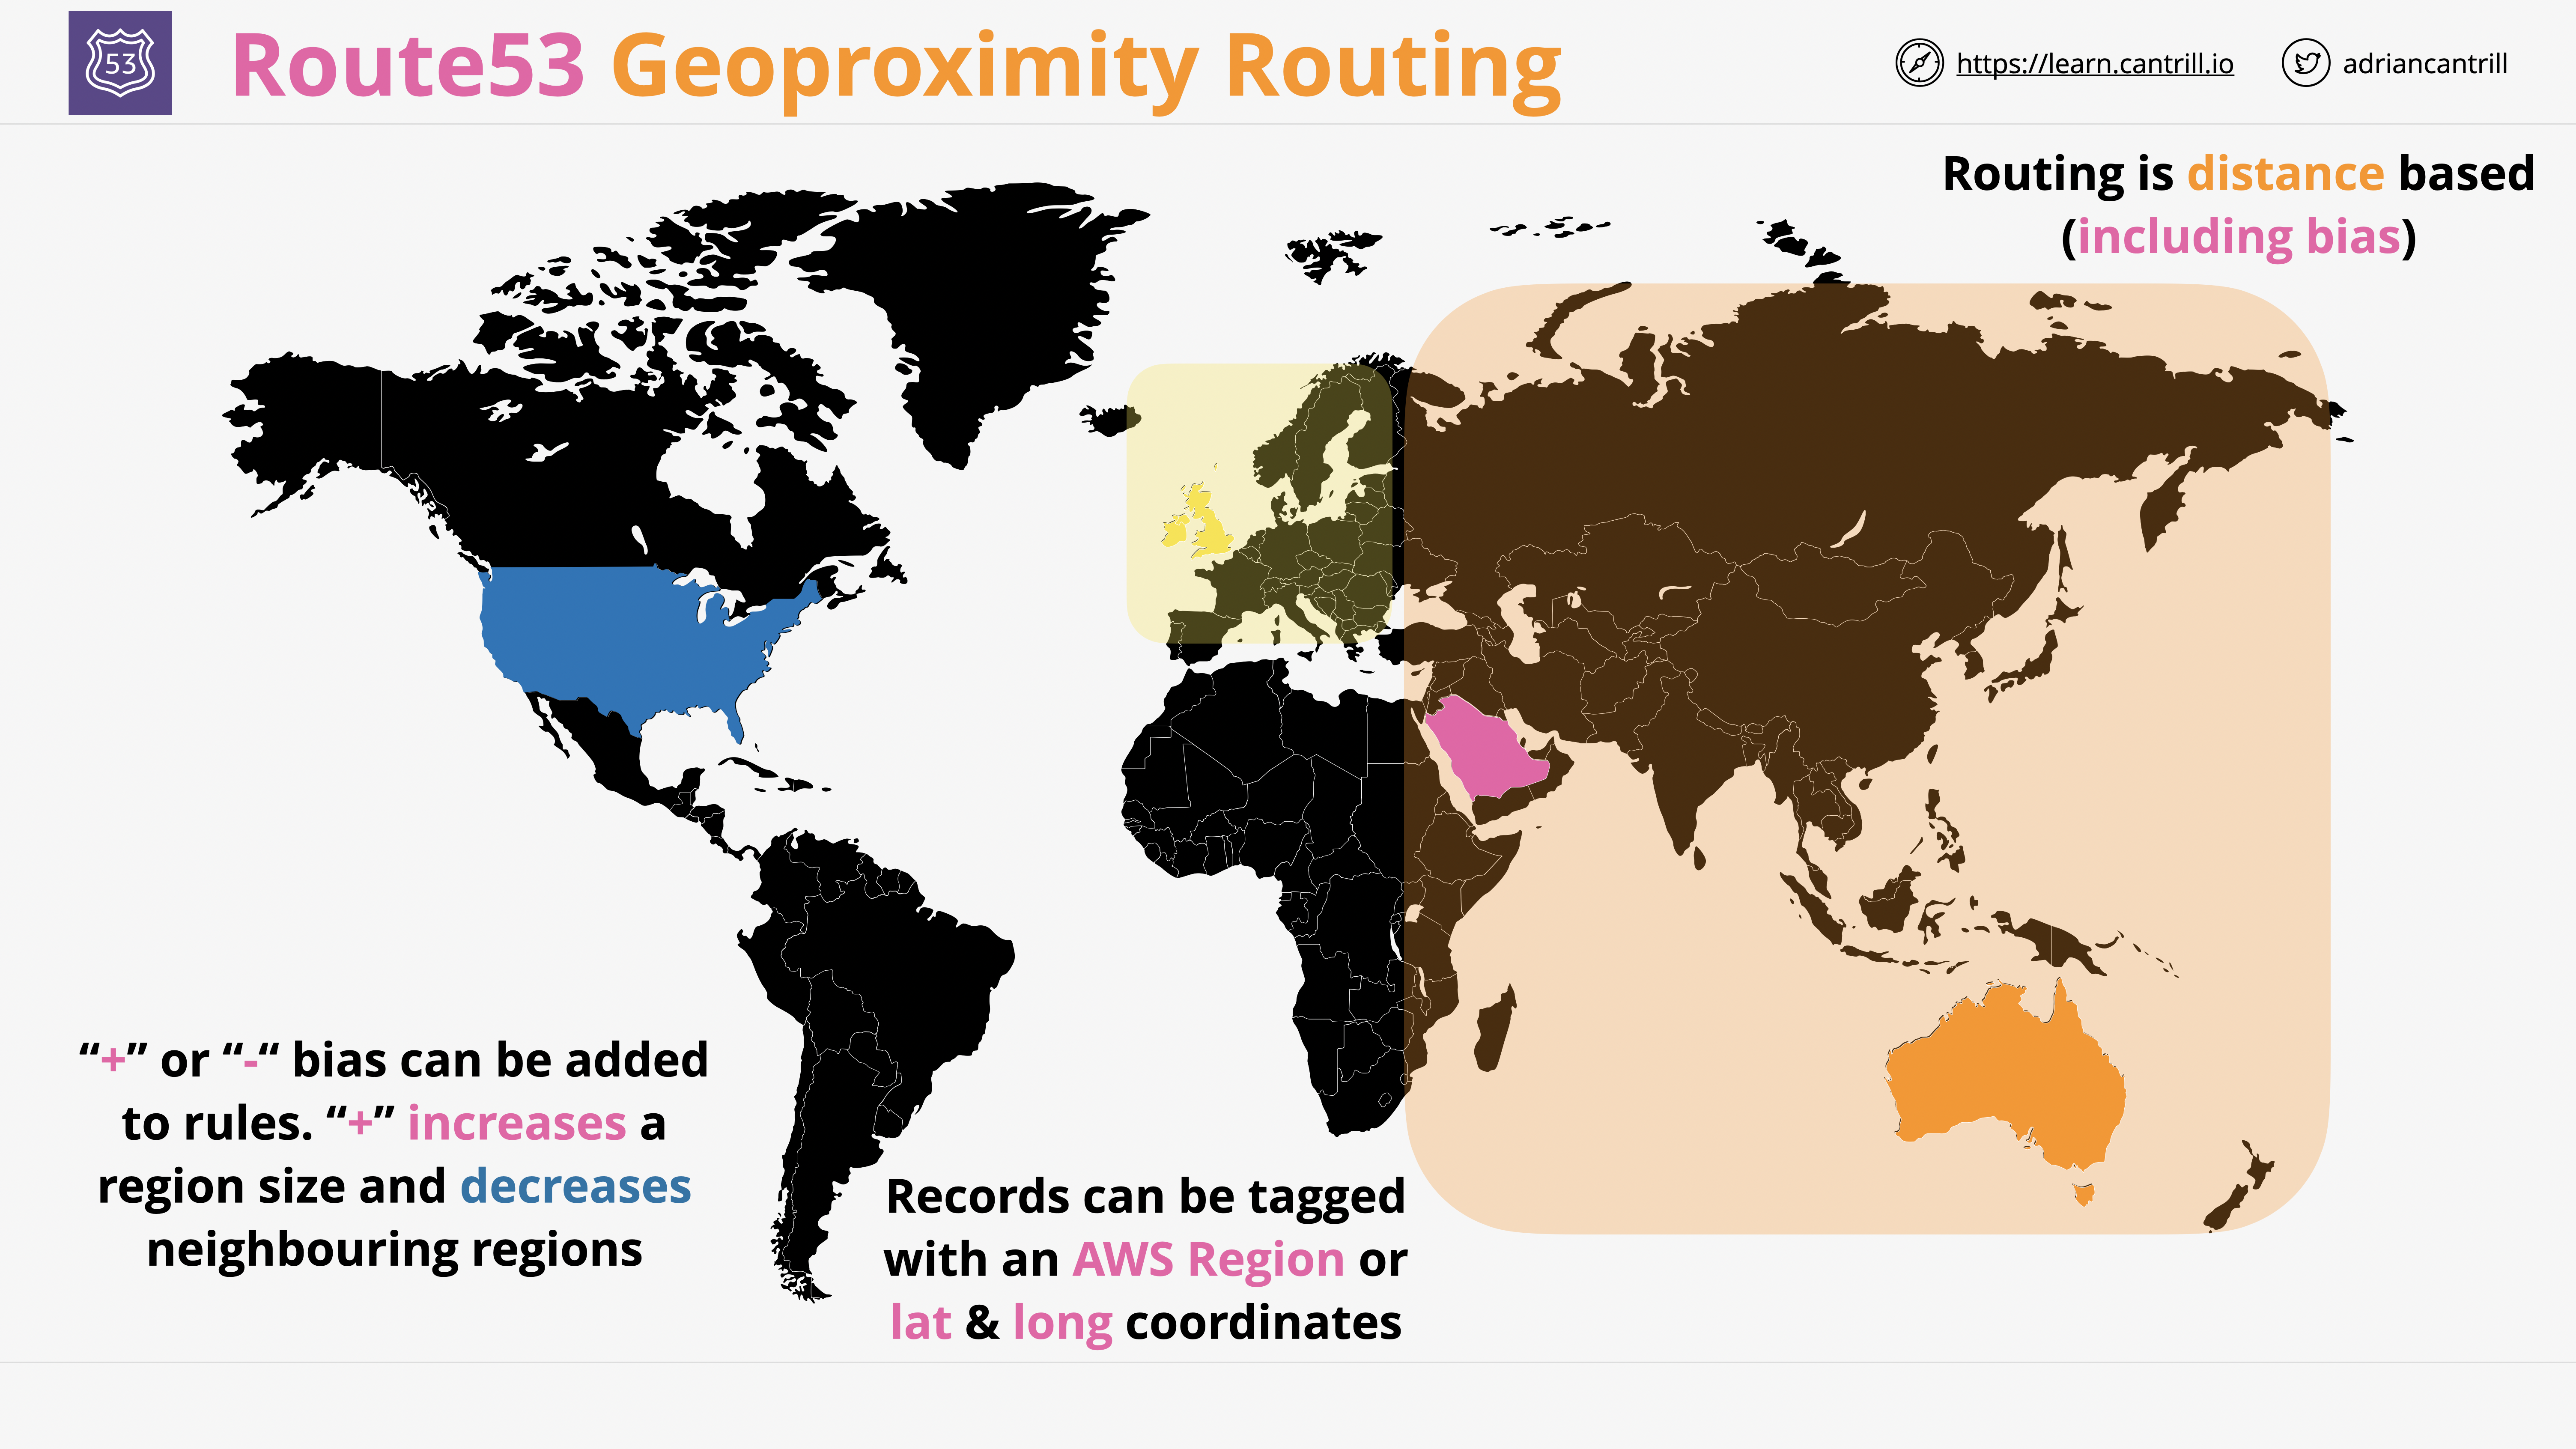 53
Route53 Geoproximity Routing
https://learn.cantrill.io
adriancantrill
Routing is distance based
(including bias)
“+” or “-“ bias can be added
to rules. “+” increases a
region size and decreases
neighbouring regions
Records can be tagged
with an AWS Region or
lat & long coordinates